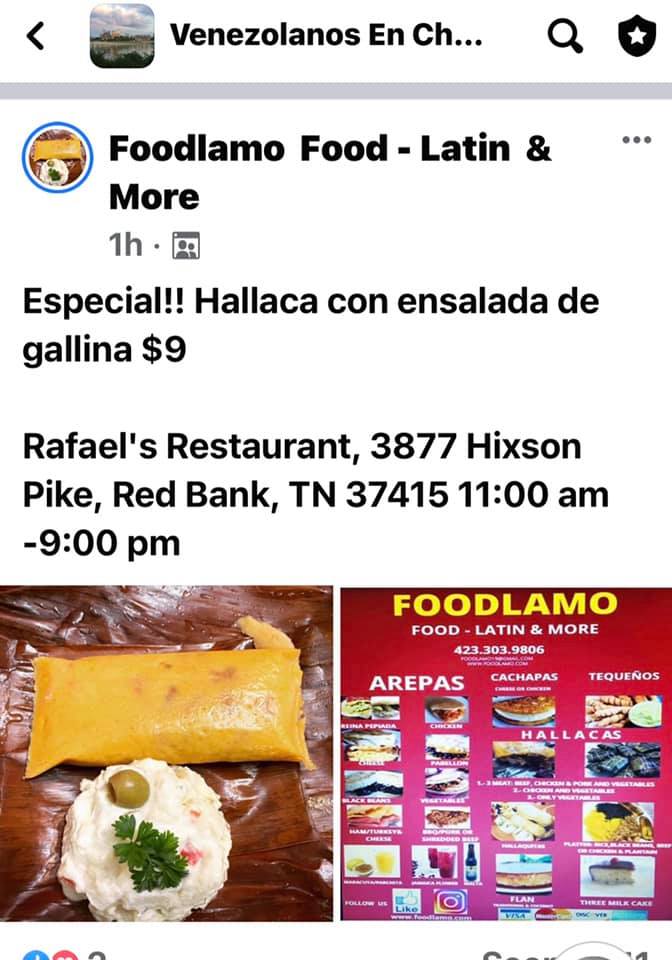 Venezolanos En Ch...
Foodlamo Food - Latin &
More
1h ·
Especial!! Hallaca con ensalada de
gallina $9
Rafael's Restaurant, 3877 Hixson
Pike, Red Bank, TN 37415 11:00 am
-9:00 pm
FOODLAMO
FOOD - LATIN & MORE
423.303.9806
WWW.FOODLAMO.COM
AREPAS
CACHAPAS
TEQUEÑOS
CHEESE OR CHICKEN
REINA PEPIADA
CHICKEN
HALLACAS
CHEESE
PABELLON
1.- 3 MEAT: BEEF, CHICKEN & PORK AND VEGETABLES
2.- CHICKEN AND VEGETABLES
3.- ONLY VEGETABLES
BLACK BEANS
VEGETABLES
HAM/TURKEY&
CHEESE
BBQ/PORK OR
SHREDDED BEEF
HALLAQUITAS
PLATTER: RICE, BLACK BEANS, BEEF
OR CHICKEN & PLANTAIN
MARACUYA/PARCHITA
JAMAICA FLOWER
MALTA
FLAN
THREE MILK CAKE
FOLLOW US
Like
www.foodlamo.com
VISA
MasterCard
DISCOVER